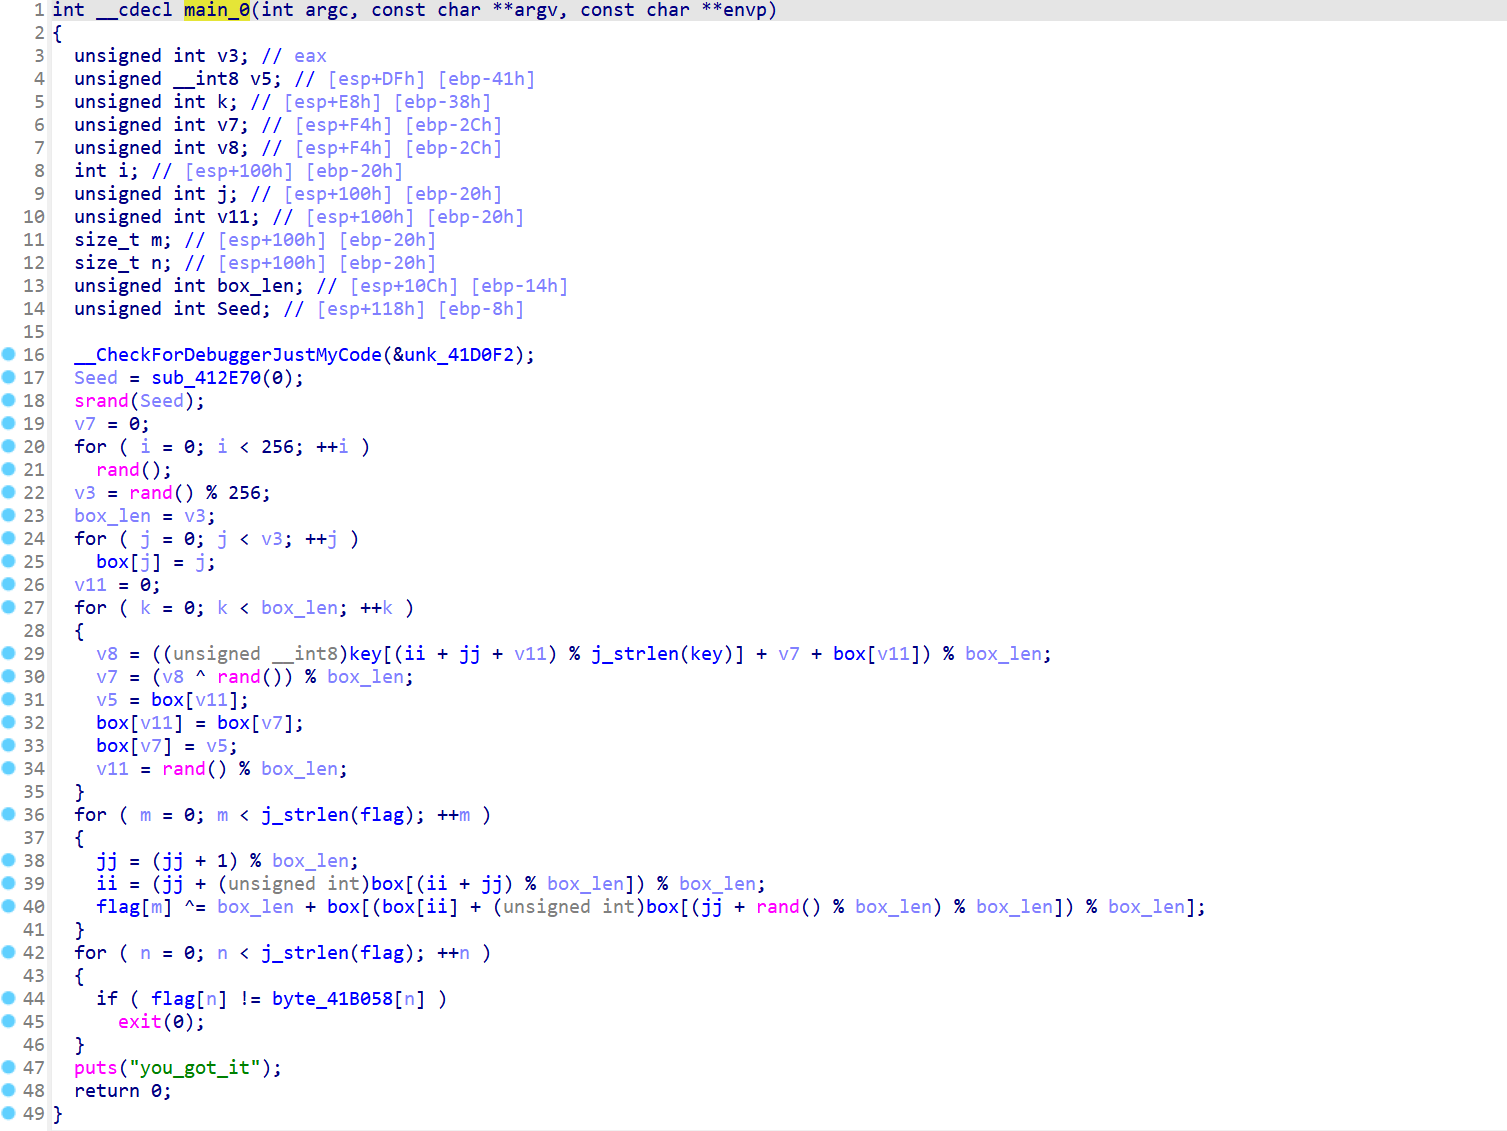 1 int __cdecl main_0(int argc, const char **argv, const char **envp)
2 {
3   unsigned int v3; // eax
4   unsigned __int8 v5; // [esp+DFh] [ebp-41h]
5   unsigned int k; // [esp+E8h] [ebp-38h]
6   unsigned int v7; // [esp+F4h] [ebp-2Ch]
7   unsigned int v8; // [esp+F4h] [ebp-2Ch]
8   int i; // [esp+100h] [ebp-20h]
9   unsigned int j; // [esp+100h] [ebp-20h]
10   unsigned int v11; // [esp+100h] [ebp-20h]
11   size_t m; // [esp+100h] [ebp-20h]
12   size_t n; // [esp+100h] [ebp-20h]
13   unsigned int box_len; // [esp+10Ch] [ebp-14h]
14   unsigned int Seed; // [esp+118h] [ebp-8h]
15
16   __CheckForDebuggerJustMyCode(&unk_41D0F2);
17   Seed = sub_412E70(0);
18   srand(Seed);
19   v7 = 0;
20   for ( i = 0; i < 256; ++i )
21     rand();
22   v3 = rand() % 256;
23   box_len = v3;
24   for ( j = 0; j < v3; ++j )
25     box[j] = j;
26   v11 = 0;
27   for ( k = 0; k < box_len; ++k )
28   {
29     v8 = ((unsigned __int8)key[(ii + jj + v11) % j_strlen(key)] + v7 + box[v11]) % box_len;
30     v7 = (v8 ^ rand()) % box_len;
31     v5 = box[v11];
32     box[v11] = box[v7];
33     box[v7] = v5;
34     v11 = rand() % box_len;
35   }
36   for ( m = 0; m < j_strlen(flag); ++m )
37   {
38     jj = (jj + 1) % box_len;
39     ii = (jj + (unsigned int)box[(ii + jj) % box_len]) % box_len;
40     flag[m] ^= box_len + box[(box[ii] + (unsigned int)box[(jj + rand() % box_len) % box_len]) % box_len];
41   }
42   for ( n = 0; n < j_strlen(flag); ++n )
43   {
44     if ( flag[n] != byte_41B058[n] )
45       exit(0);
46   }
47   puts("you_got_it");
48   return 0;
49 }